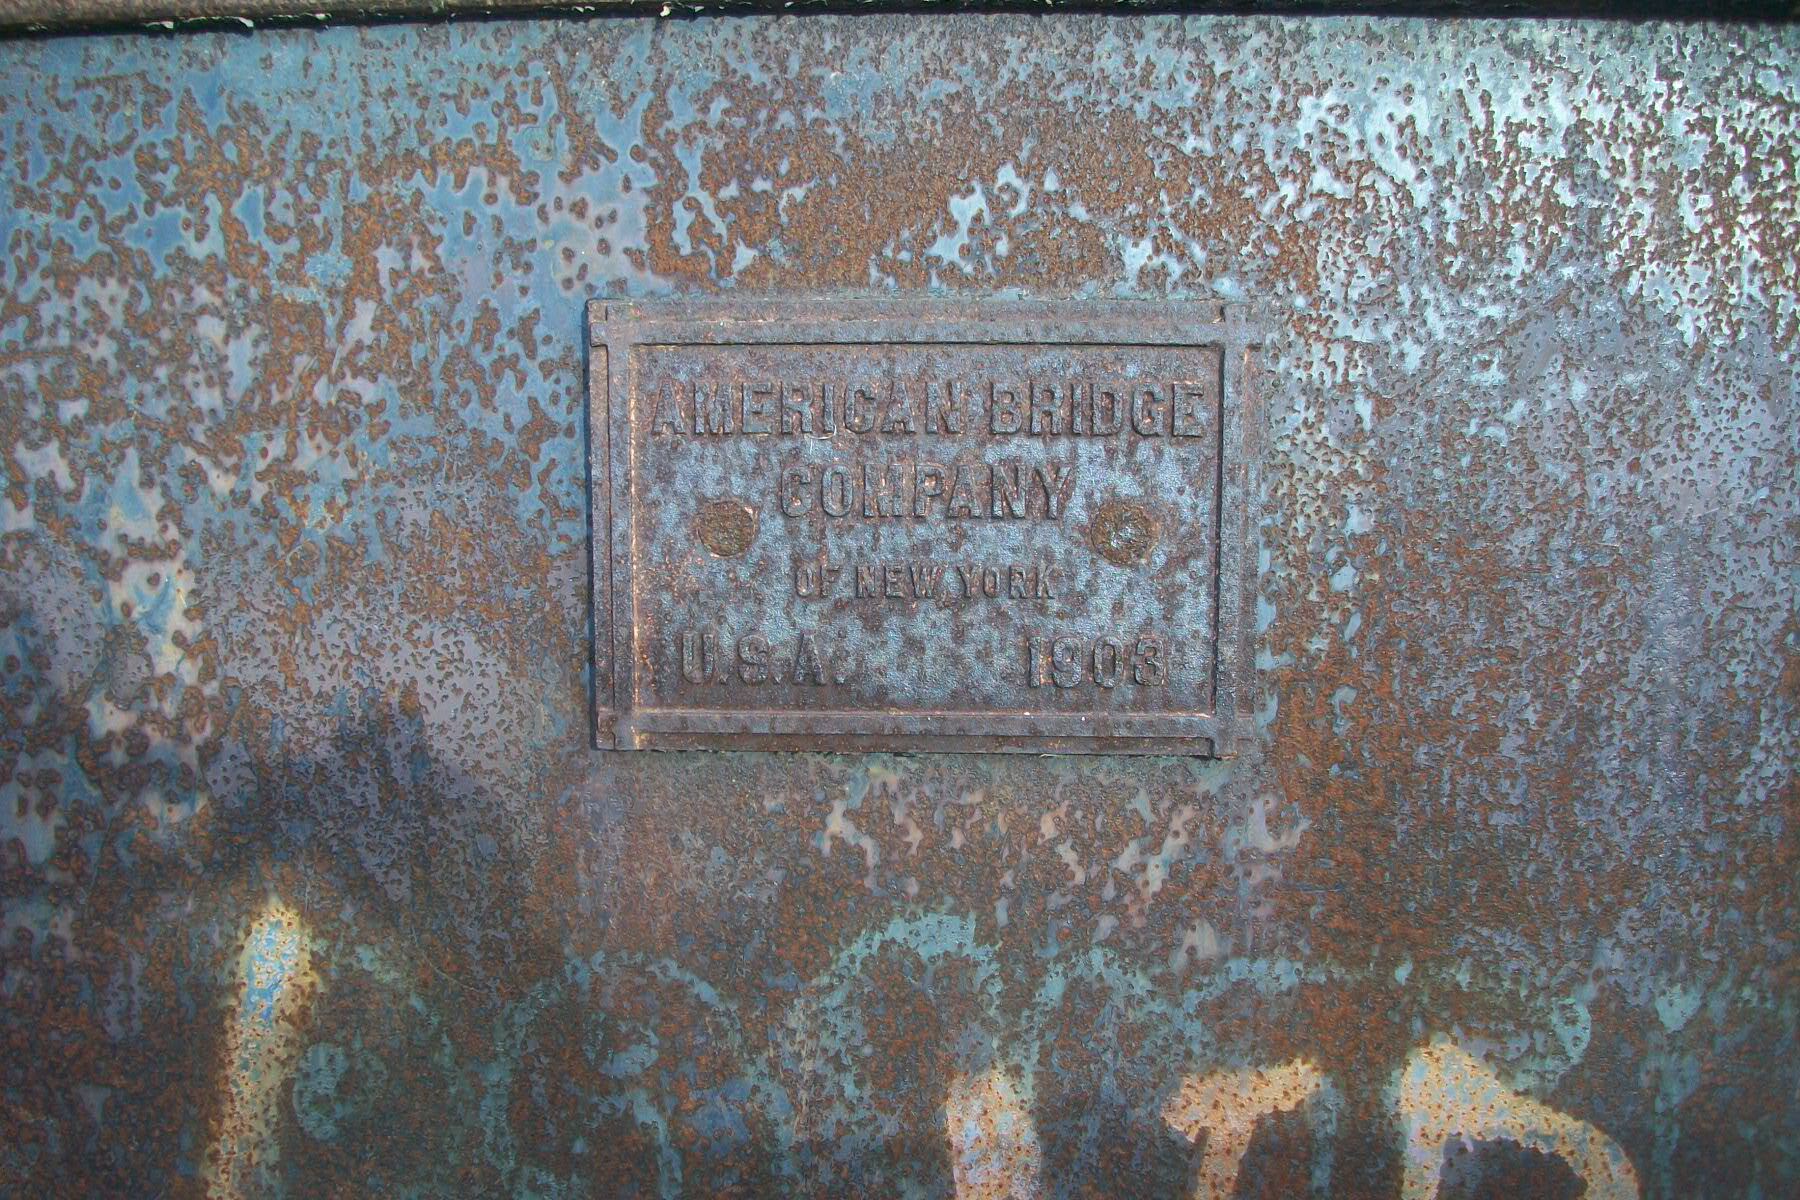 AMERICAN BRIDGE
COMPANY
OF NEW YORK
U.S.A. 1903